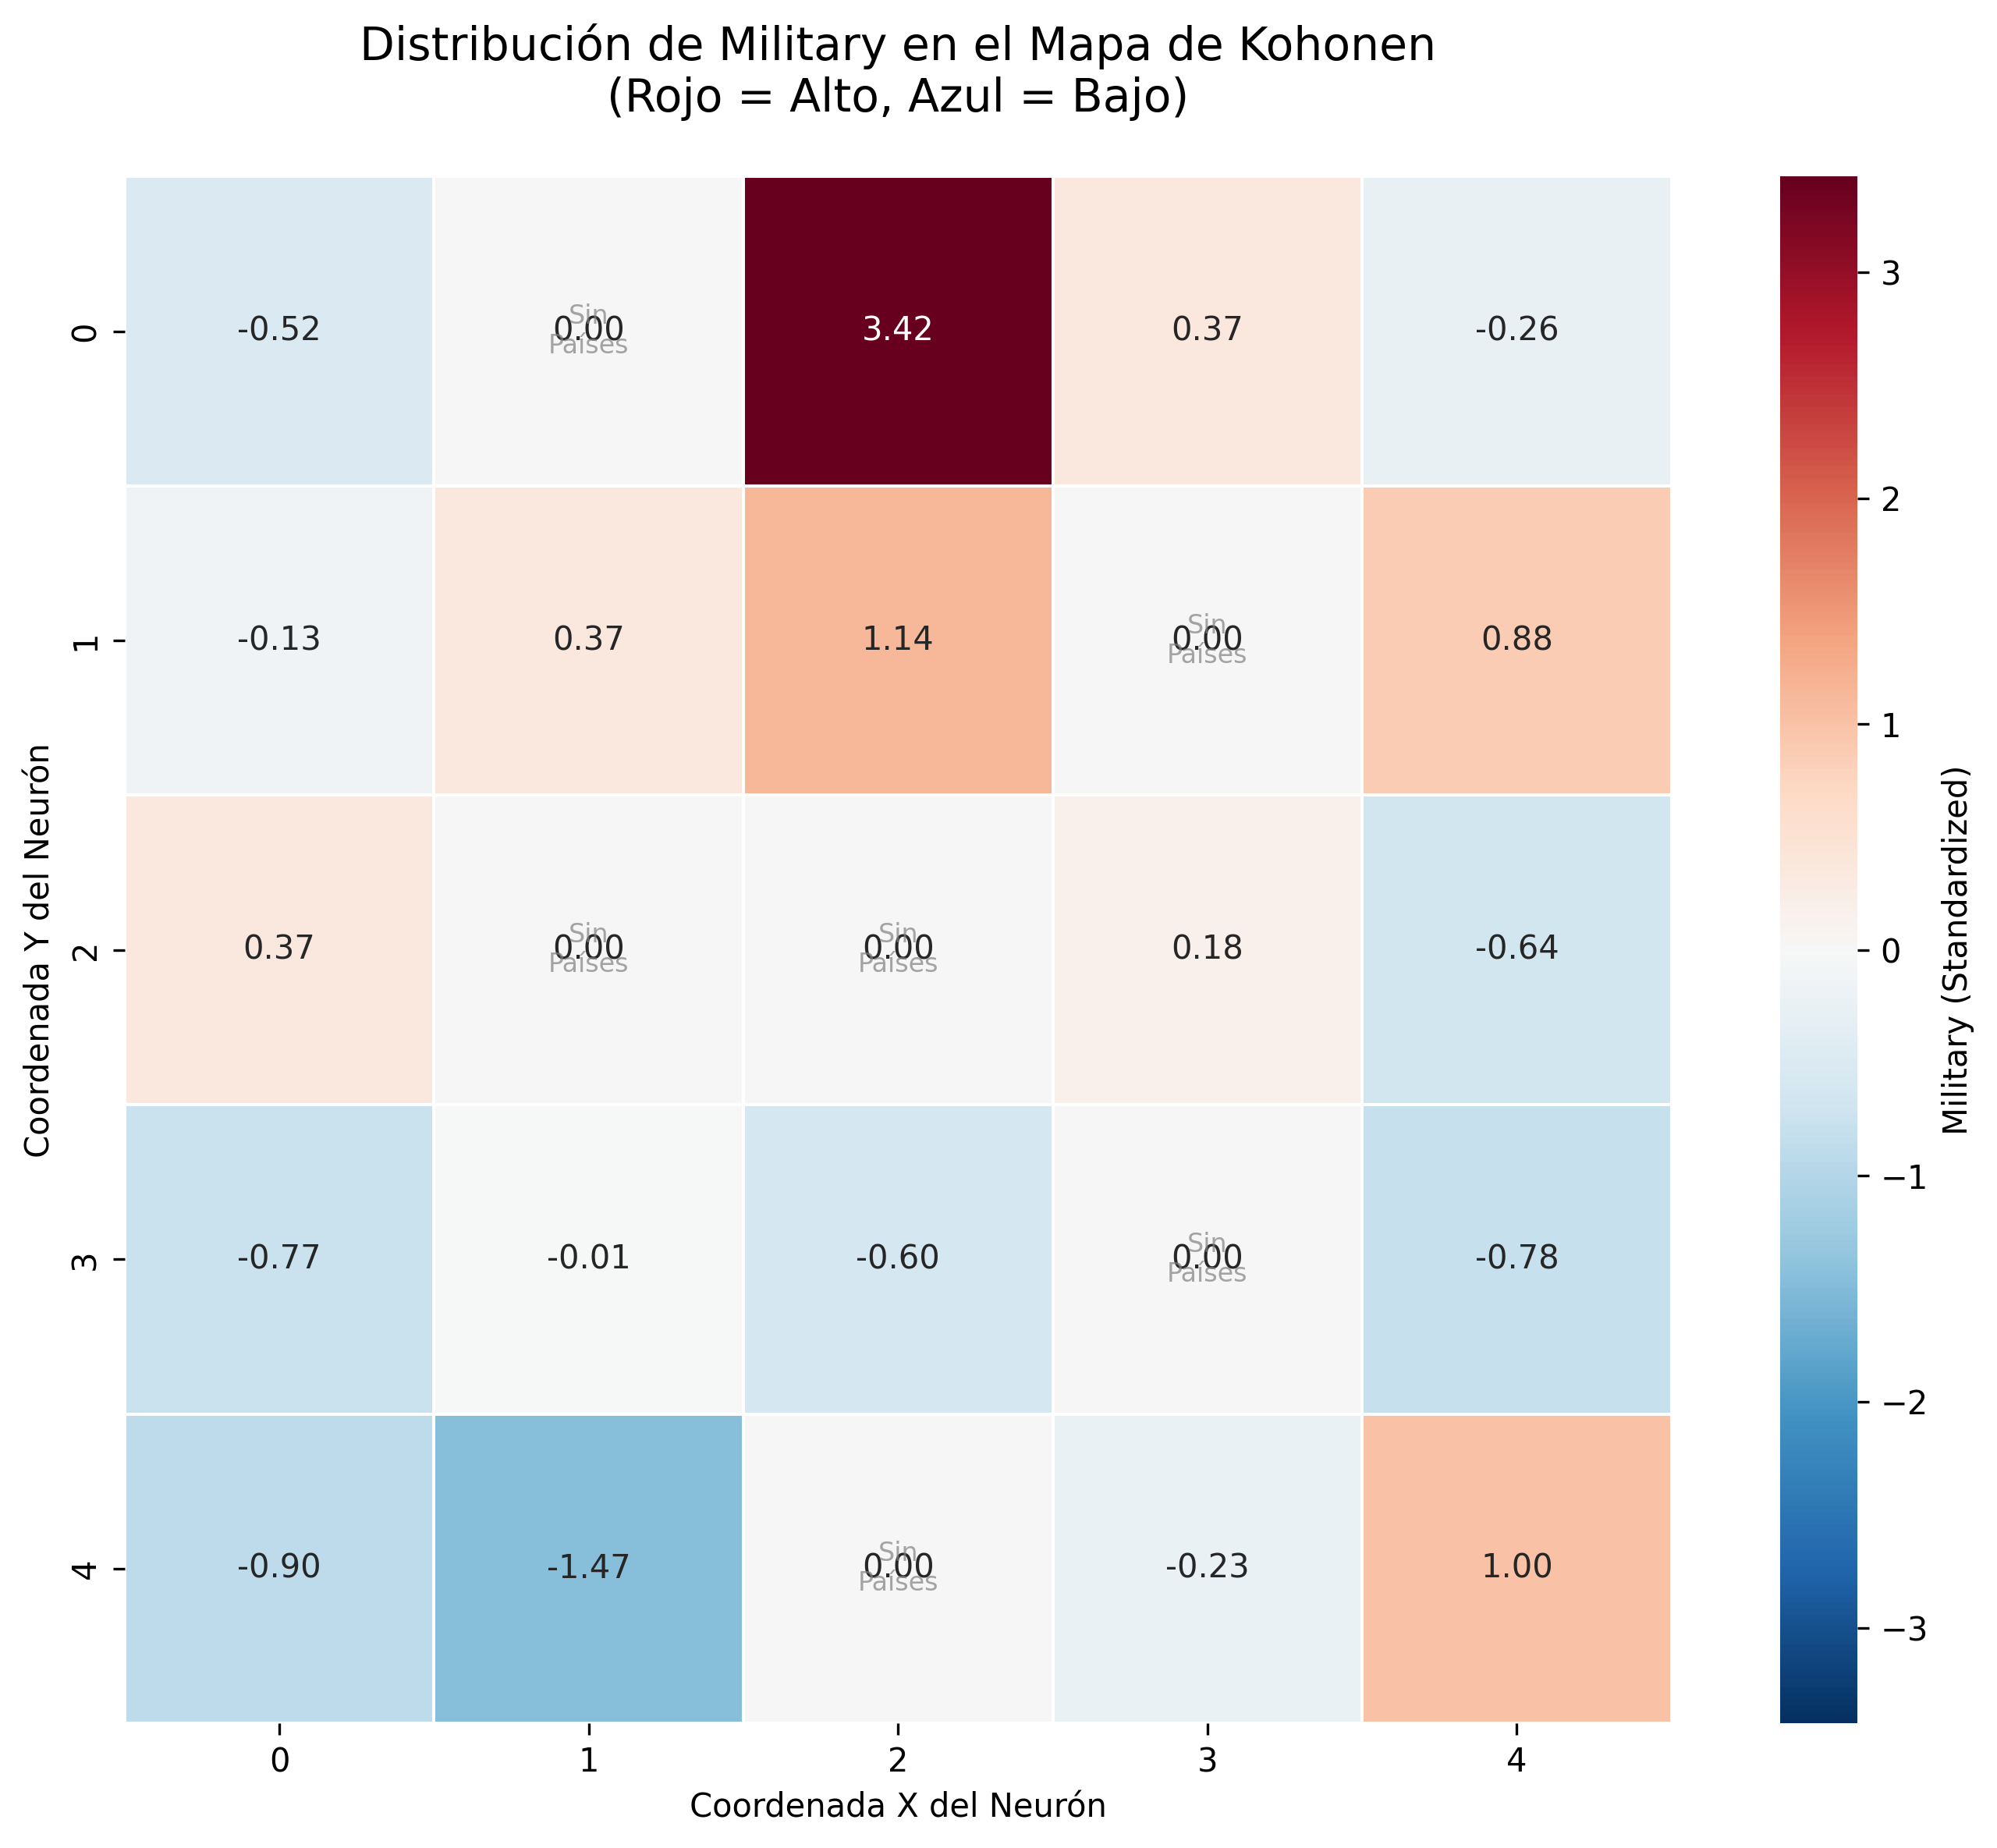 Distribución de Military en el Mapa de Kohonen
(Rojo = Alto, Azul = Bajo)
0
-0.52
Sin
0.00
Países
3.42
0.37
-0.26
1
-0.13
0.37
1.14
Sin
0.00
Países
0.88
2
0.37
Sin
0.00
Países
Sin
0.00
Países
0.18
-0.64
3
-0.77
-0.01
-0.60
Sin
0.00
Países
-0.78
4
-0.90
-1.47
Sin
0.00
Países
-0.23
1.00
0 1 2 3 4
Coordenada X del Neurón
Coordenada Y del Neurón
3
2
1
0
−1
−2
−3
Military (Standardized)